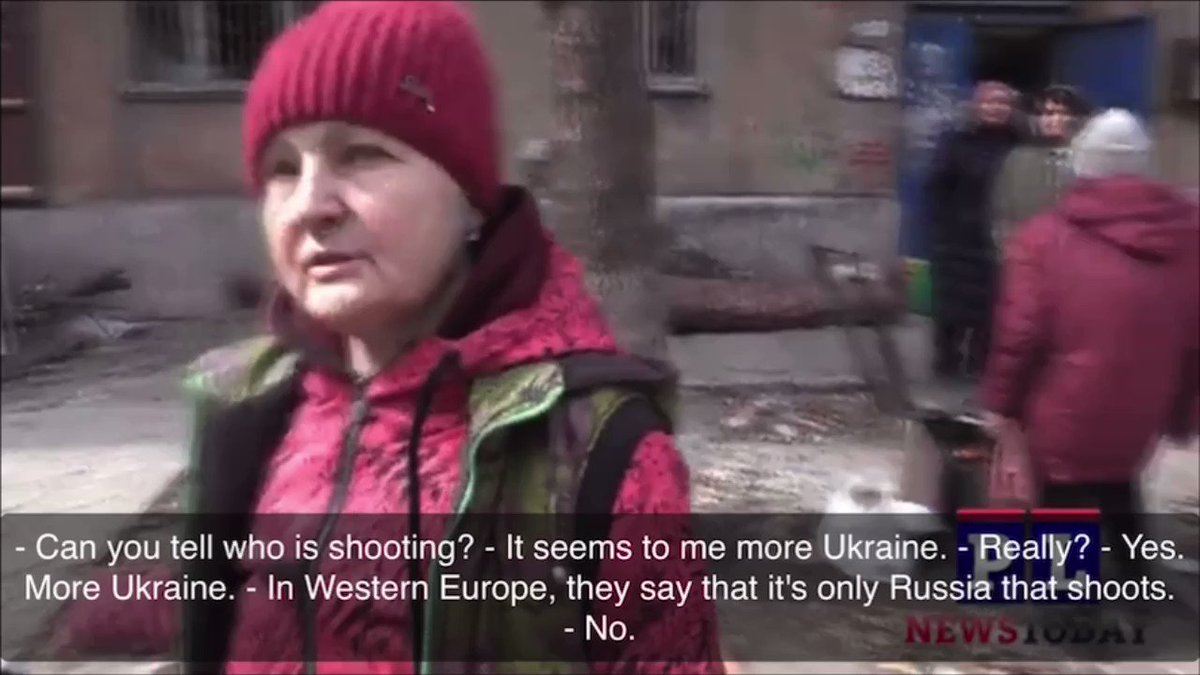 - Can you tell who is shooting? - It seems to me more Ukraine. - Really? - Yes.
More Ukraine. - In Western Europe, they say that it's only Russia that shoots.
- No.
P L
NEWSTODAY